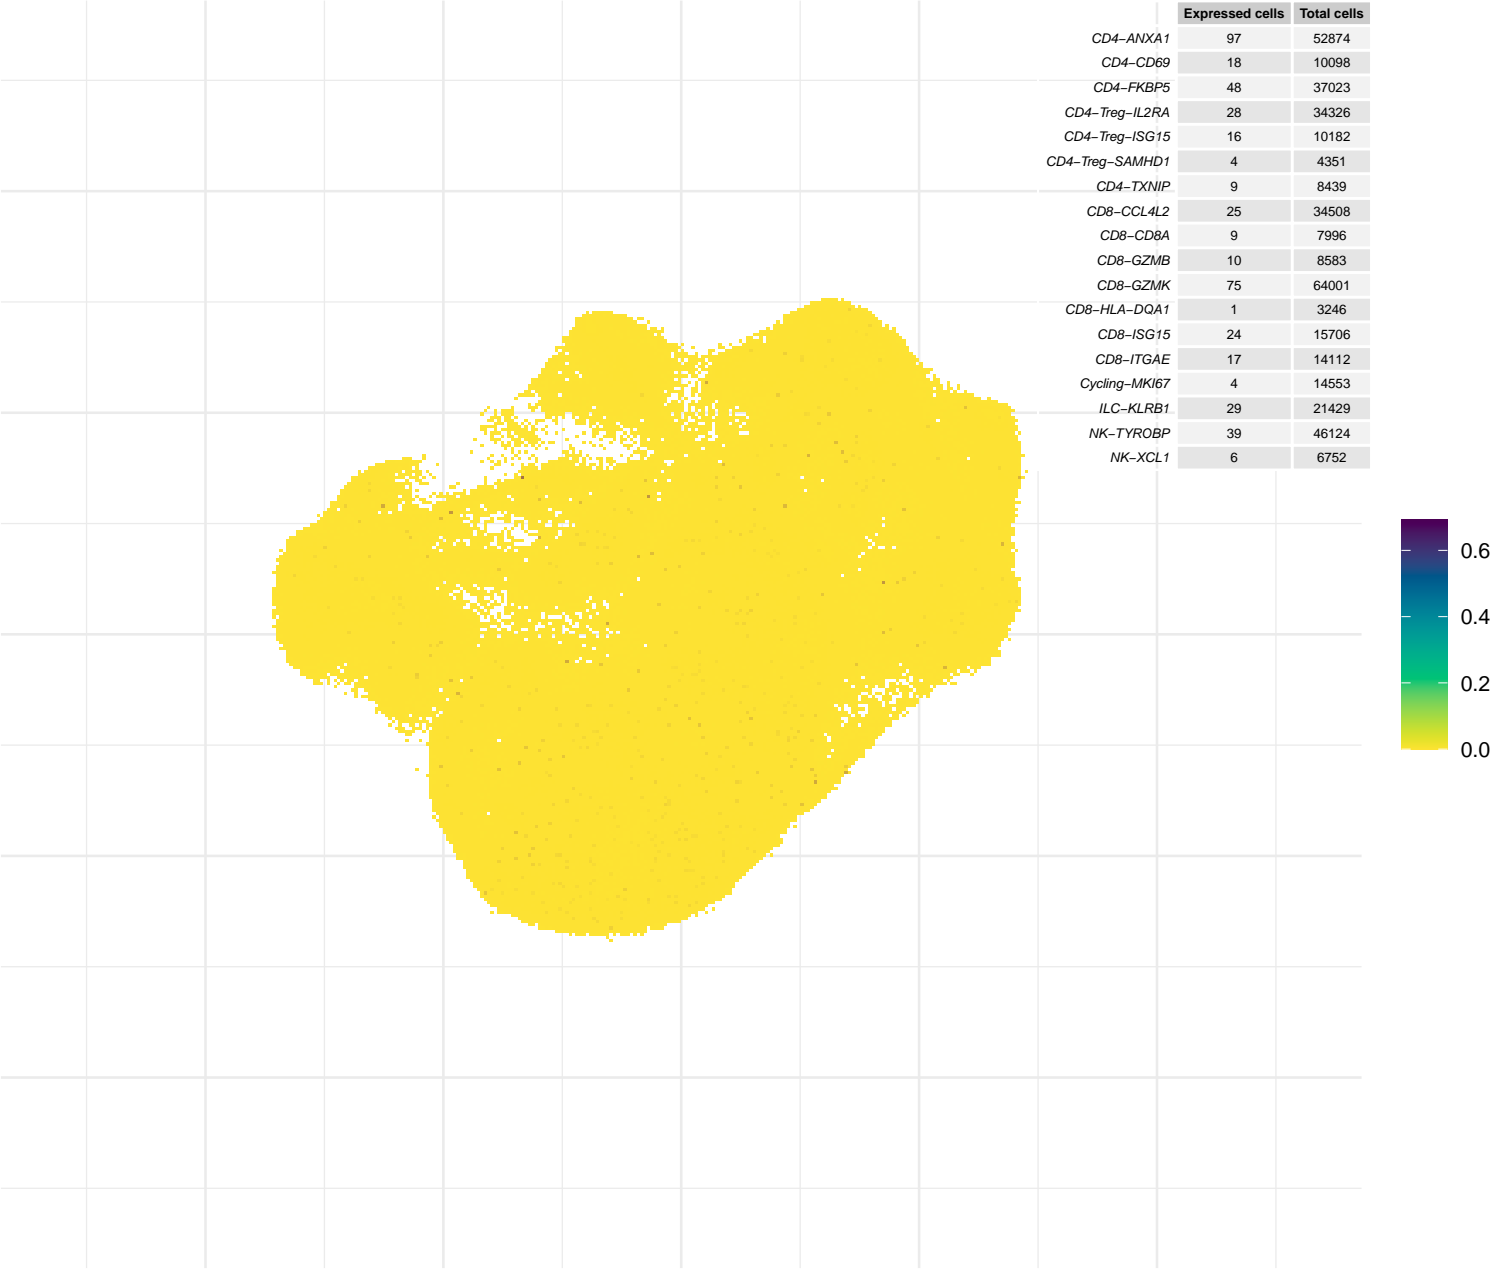 Expressed cells Total cells
CD4−ANXA1 97 52874
CD4−CD69 18 10098
CD4−FKBP5 48 37023
CD4−Treg−IL2RA 28 34326
CD4−Treg−ISG15 16 10182
CD4−Treg−SAMHD1 4 4351
CD4−TXNIP 9 8439
CD8−CCL4L2 25 34508
CD8−CD8A 9 7996
CD8−GZMB 10 8583
CD8−GZMK 75 64001
CD8−HLA−DQA1 1 3246
CD8−ISG15 24 15706
CD8−ITGAE 17 14112
Cycling−MKI67 4 14553
ILC−KLRB1 29 21429
NK−TYROBP 39 46124
NK−XCL1 6 6752
0.6
0.4
0.2
0.0